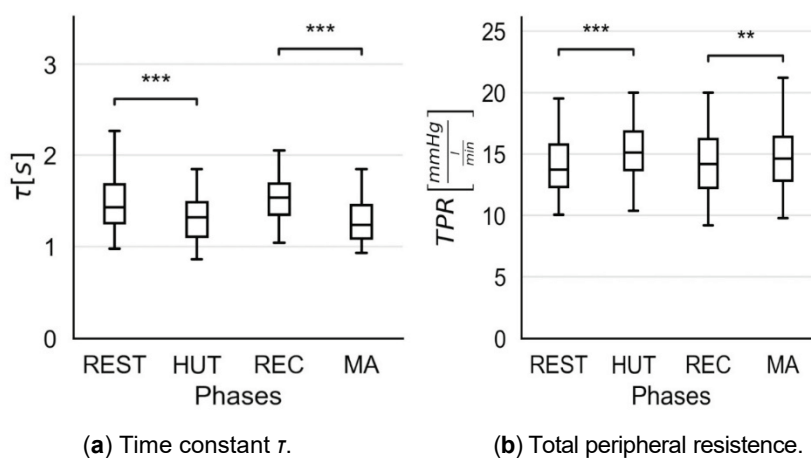 ***
***
3
2
1
0
τ[s]
REST HUT REC MA
Phases
(a) Time constant τ.
***
**
25
20
15
10
5
0
TPR [mmHg / (l / min)]
REST HUT REC MA
Phases
(b) Total peripheral resistence.